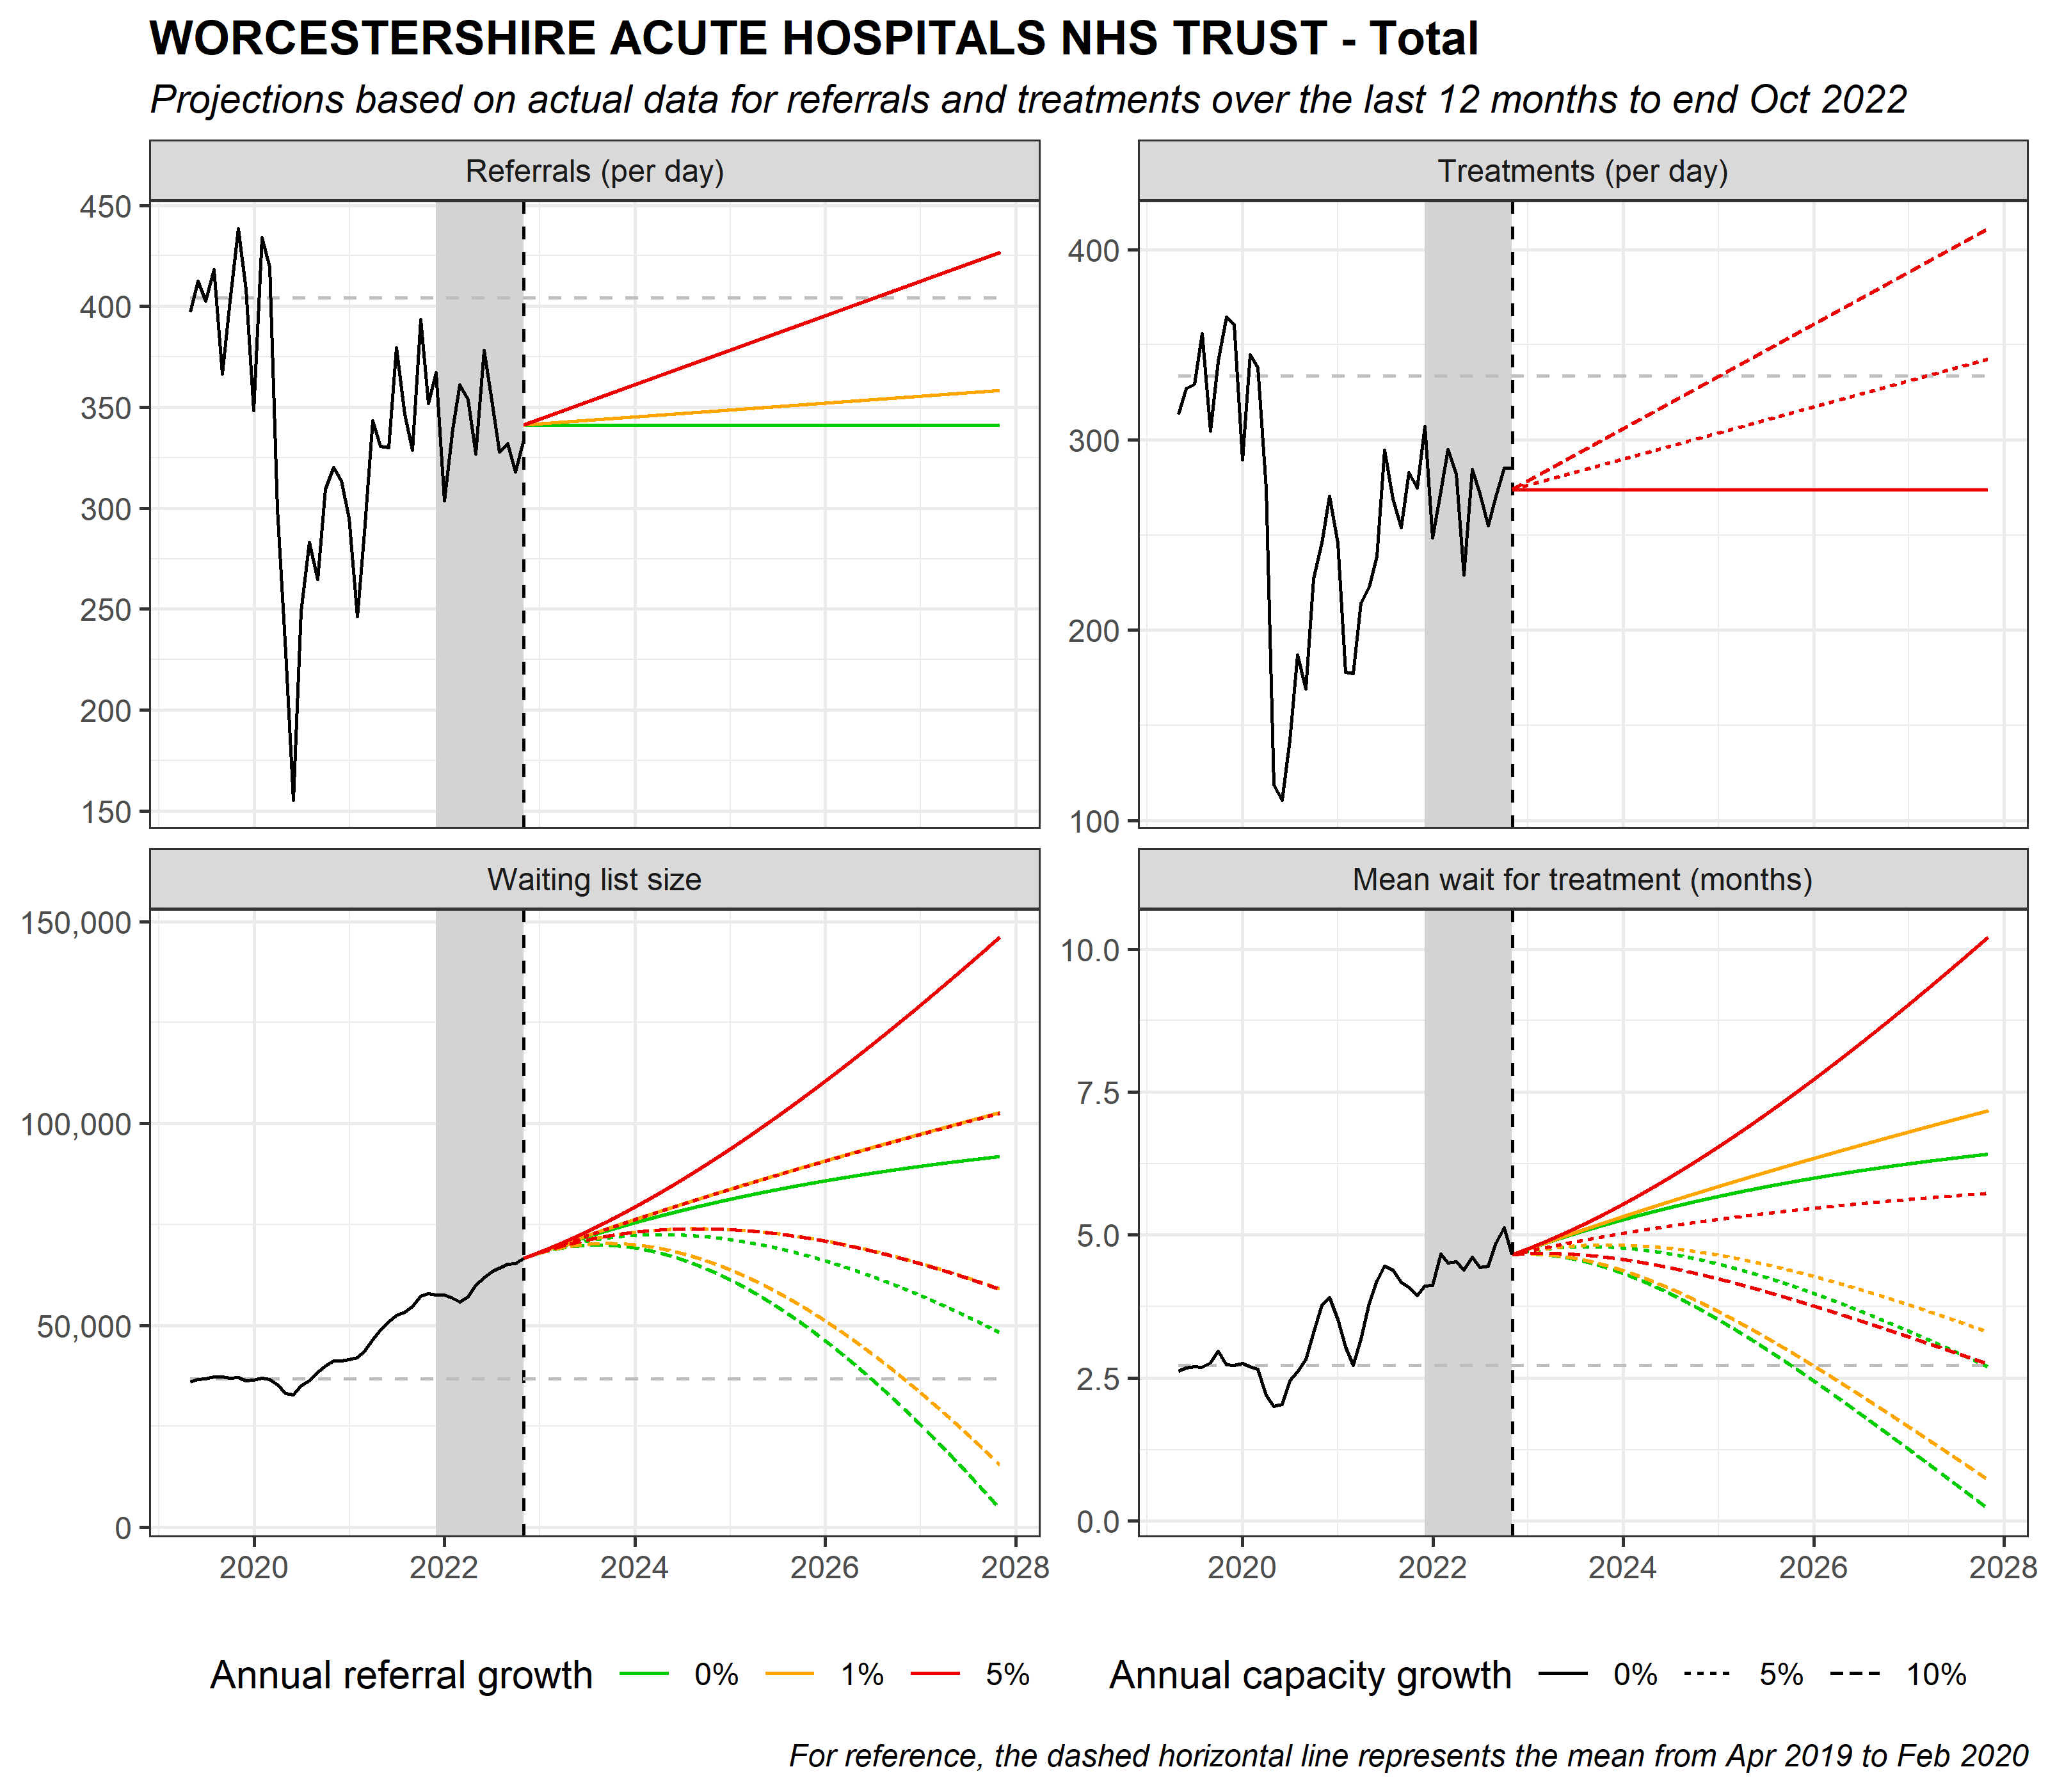 WORCESTERSHIRE ACUTE HOSPITALS NHS TRUST - Total
Projections based on actual data for referrals and treatments over the last 12 months to end Oct 2022
Referrals (per day)
450
400
350
300
250
200
150
Treatments (per day)
400
300
200
100
Waiting list size
150,000
100,000
50,000
0
2020 2022 2024 2026 2028
Mean wait for treatment (months)
10.0
7.5
5.0
2.5
0.0
2020 2022 2024 2026 2028
Annual referral growth 0% 1% 5%
Annual capacity growth 0% 5% 10%
For reference, the dashed horizontal line represents the mean from Apr 2019 to Feb 2020